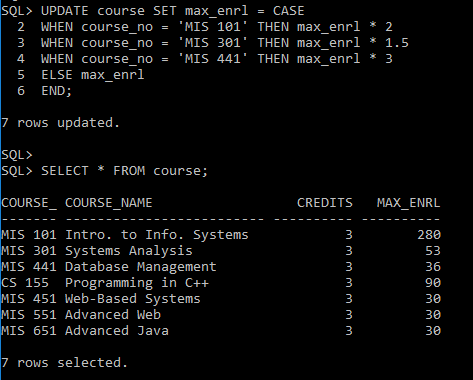 SQL> UPDATE course SET max_enrl = CASE
  2  WHEN course_no = 'MIS 101' THEN max_enrl * 2
  3  WHEN course_no = 'MIS 301' THEN max_enrl * 1.5
  4  WHEN course_no = 'MIS 441' THEN max_enrl * 3
  5  ELSE max_enrl
  6  END;

7 rows updated.

SQL>
SQL> SELECT * FROM course;

COURSE_ COURSE_NAME                  CREDITS   MAX_ENRL
------- ------------------------- ---------- ----------
MIS 101 Intro. to Info. Systems            3        280
MIS 301 Systems Analysis                   3         53
MIS 441 Database Management                3         36
CS 155  Programming in C++                 3         90
MIS 451 Web-Based Systems                  3         30
MIS 551 Advanced Web                       3         30
MIS 651 Advanced Java                      3         30

7 rows selected.